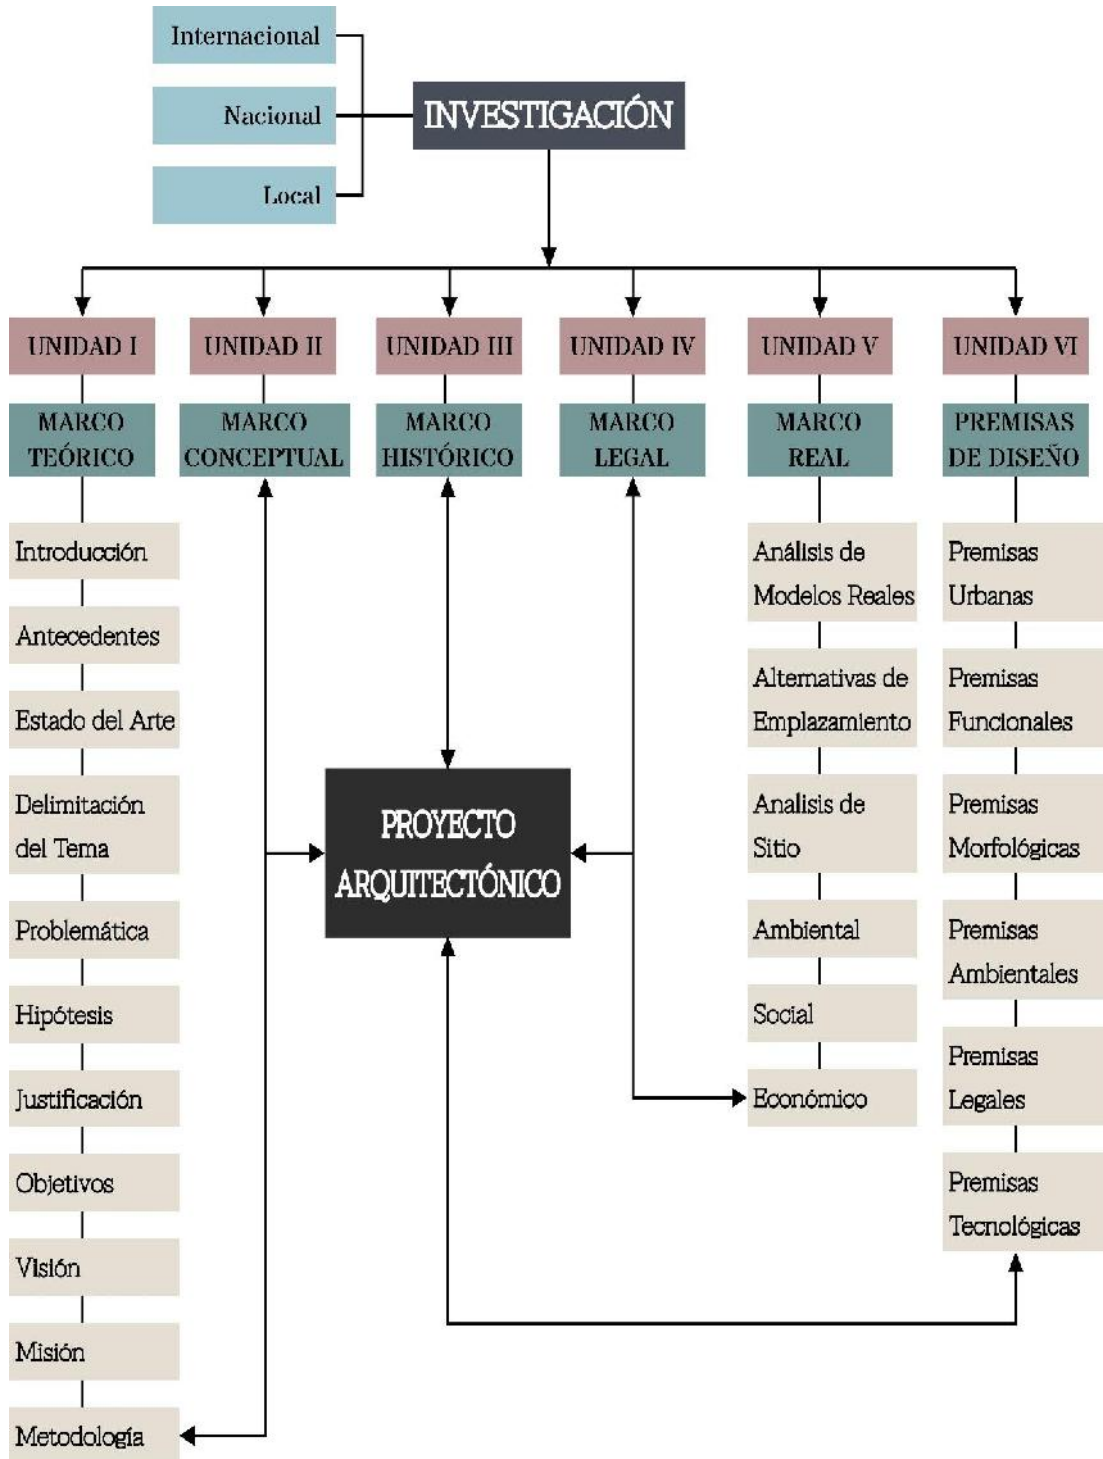 Internacional
Nacional
Local
INVESTIGACIÓN
UNIDAD I
UNIDAD II
UNIDAD III
UNIDAD IV
UNIDAD V
UNIDAD VI
MARCO
TEÓRICO
MARCO
CONCEPTUAL
MARCO
HISTÓRICO
MARCO
LEGAL
MARCO
REAL
PREMISAS
DE DISEÑO
Introducción
Antecedentes
Estado del Arte
Delimitación
del Tema
Problemática
Hipótesis
Justificación
Objetivos
Visión
Misión
Metodología
PROYECTO
ARQUITECTÓNICO
Análisis de
Modelos Reales
Alternativas de
Emplazamiento
Analisis de
Sitio
Ambiental
Social
Económico
Premisas
Urbanas
Premisas
Funcionales
Premisas
Morfológicas
Premisas
Ambientales
Premisas
Legales
Premisas
Tecnológicas